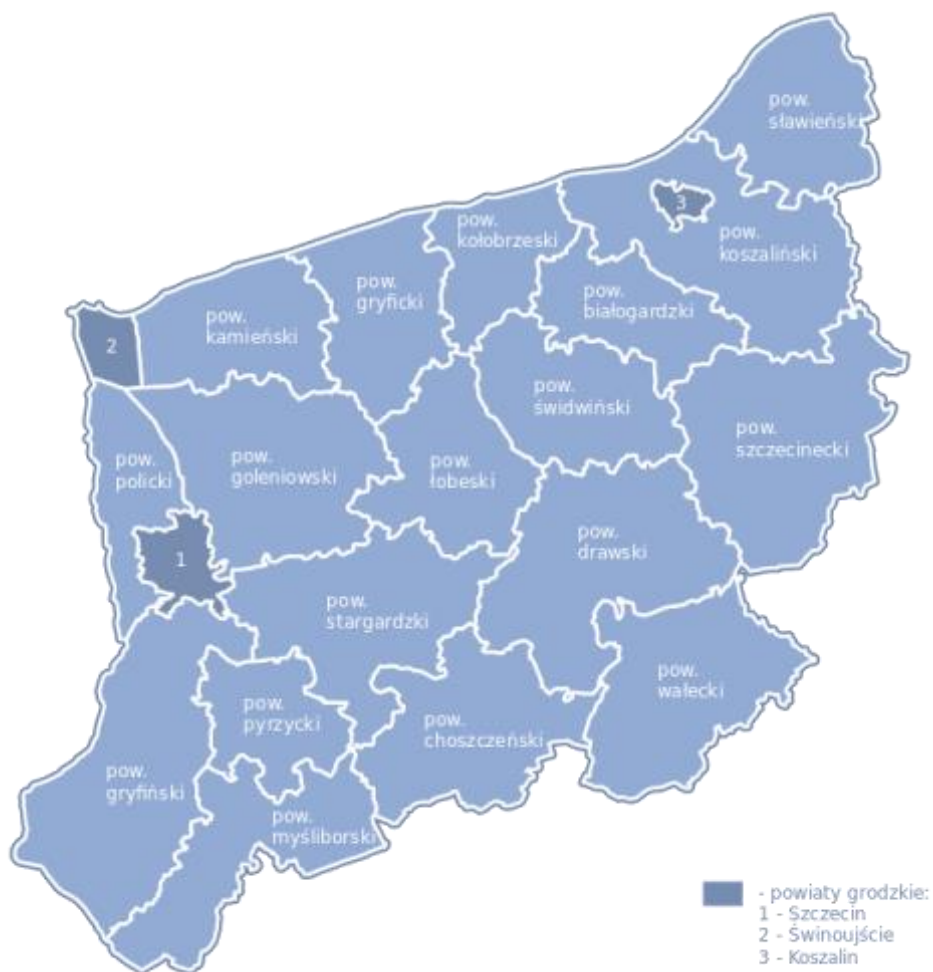 pow.
sławieński
3
pow.
koszaliński
pow.
kołobrzeski
pow.
gryficki
pow.
białogardzki
pow.
kamieński
2
pow.
świdwiński
pow.
szczecinecki
pow.
policki
pow.
goleniowski
pow.
łobeski
pow.
drawski
1
pow.
stargardzki
pow.
wałecki
pow.
pyrzycki
pow.
choszczeński
pow.
gryfiński
pow.
myśliborski
- powiaty grodzkie:
1 - Szczecin
2 - Świnoujście
3 - Koszalin